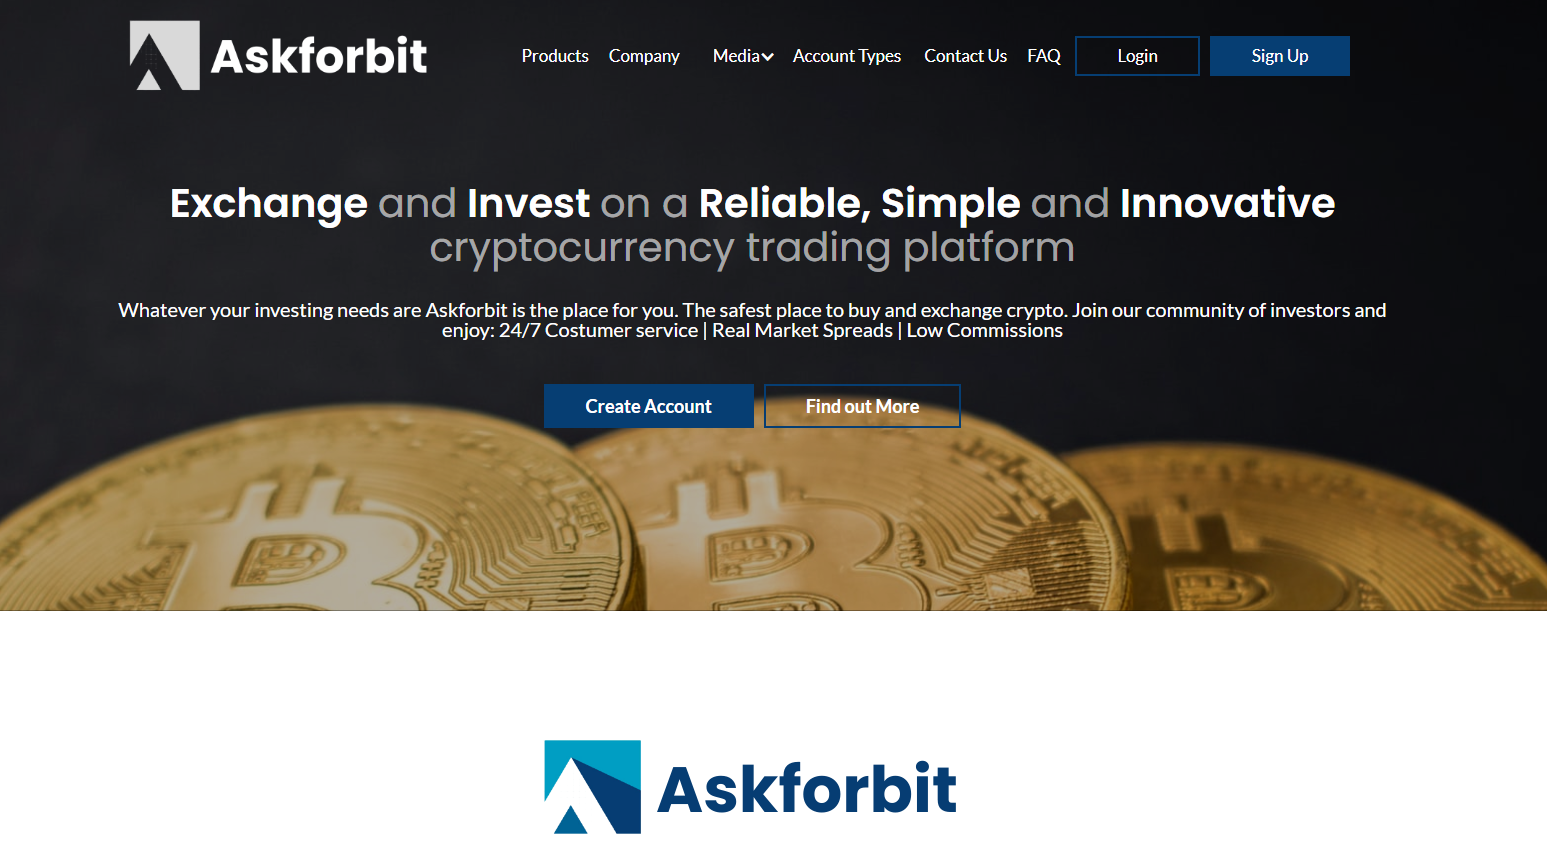 Askforbit
Products Company Media Account Types Contact Us FAQ Login Sign Up
Exchange and Invest on a Reliable, Simple and Innovative
cryptocurrency trading platform
Whatever your investing needs are Askforbit is the place for you. The safest place to buy and exchange crypto. Join our community of investors and
enjoy: 24/7 Costumer service | Real Market Spreads | Low Commissions
Create Account Find out More
Askforbit